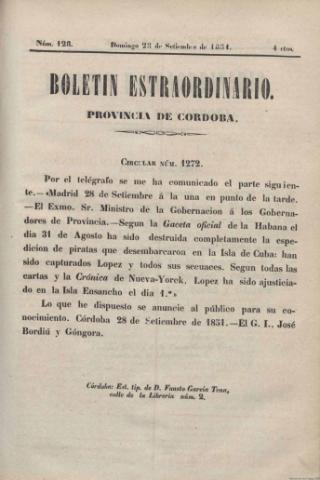 Núm. 128. Domingo 28 de Setiembre de 1851. 4 ctos.
BOLETIN ESTRAORDINARIO.
PROVINCIA DE CORDOBA.
CIRCULAR NÚM. 1272.
Por el telégrafo se me ha comunicado el parte siguien-
te.—«Madrid 28 de Setiembre á la una en punto de la tarde.
—El Exmo. Sr. Ministro de la Gobernacion á los Goberna-
dores de Provincia.—Segun la Gaceta oficial de la Habana el
dia 31 de Agosto ha sido destruida completamente la espe-
dicion de piratas que desembarcaron en la Isla de Cuba: han
sido capturados Lopez y todos sus secuaces. Segun todas las
cartas y la Crónica de Nueva-Yorck, Lopez ha sido ajusticia-
do en la Isla Ensancho el dia 1.º»
Lo que he dispuesto se anuncie al público para su co-
nocimiento. Córdoba 28 de Setiembre de 1851.—El G. I., José
Bordiú y Góngora.
Córdoba: Est. tip. de D. Fausto Garcia Tena,
calle de la Librería núm. 2.